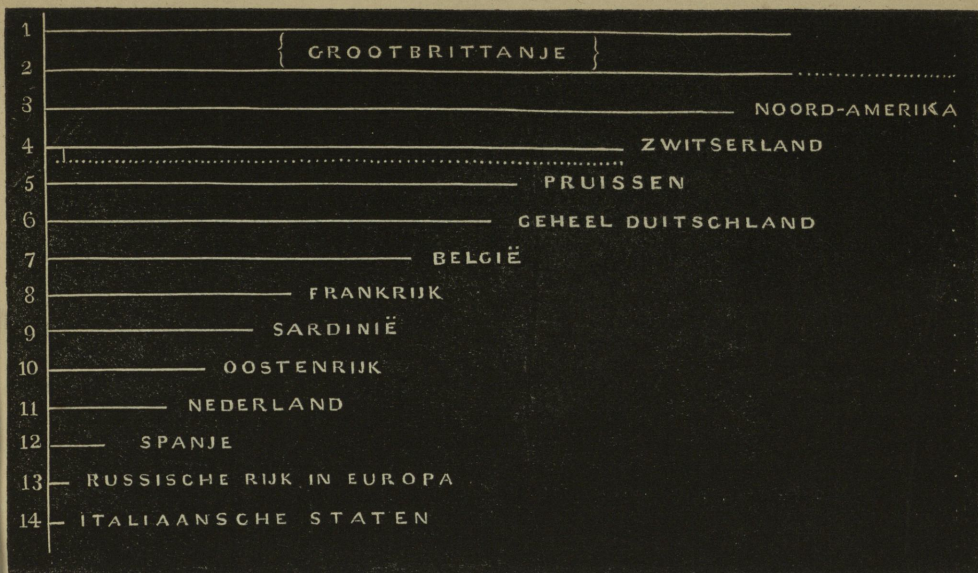 1
{ GROOTBRITTANJE }
2
3 NOORD-AMERIKA
4 ZWITSERLAND
5 PRUISSEN
6 GEHEEL DUITSCHLAND
7 BELGIË
8 FRANKRIJK
9 SARDINIË
10 OOSTENRIJK
11 NEDERLAND
12 SPANJE
13 RUSSISCHE RIJK IN EUROPA
14 ITALIAANSCHE STATEN